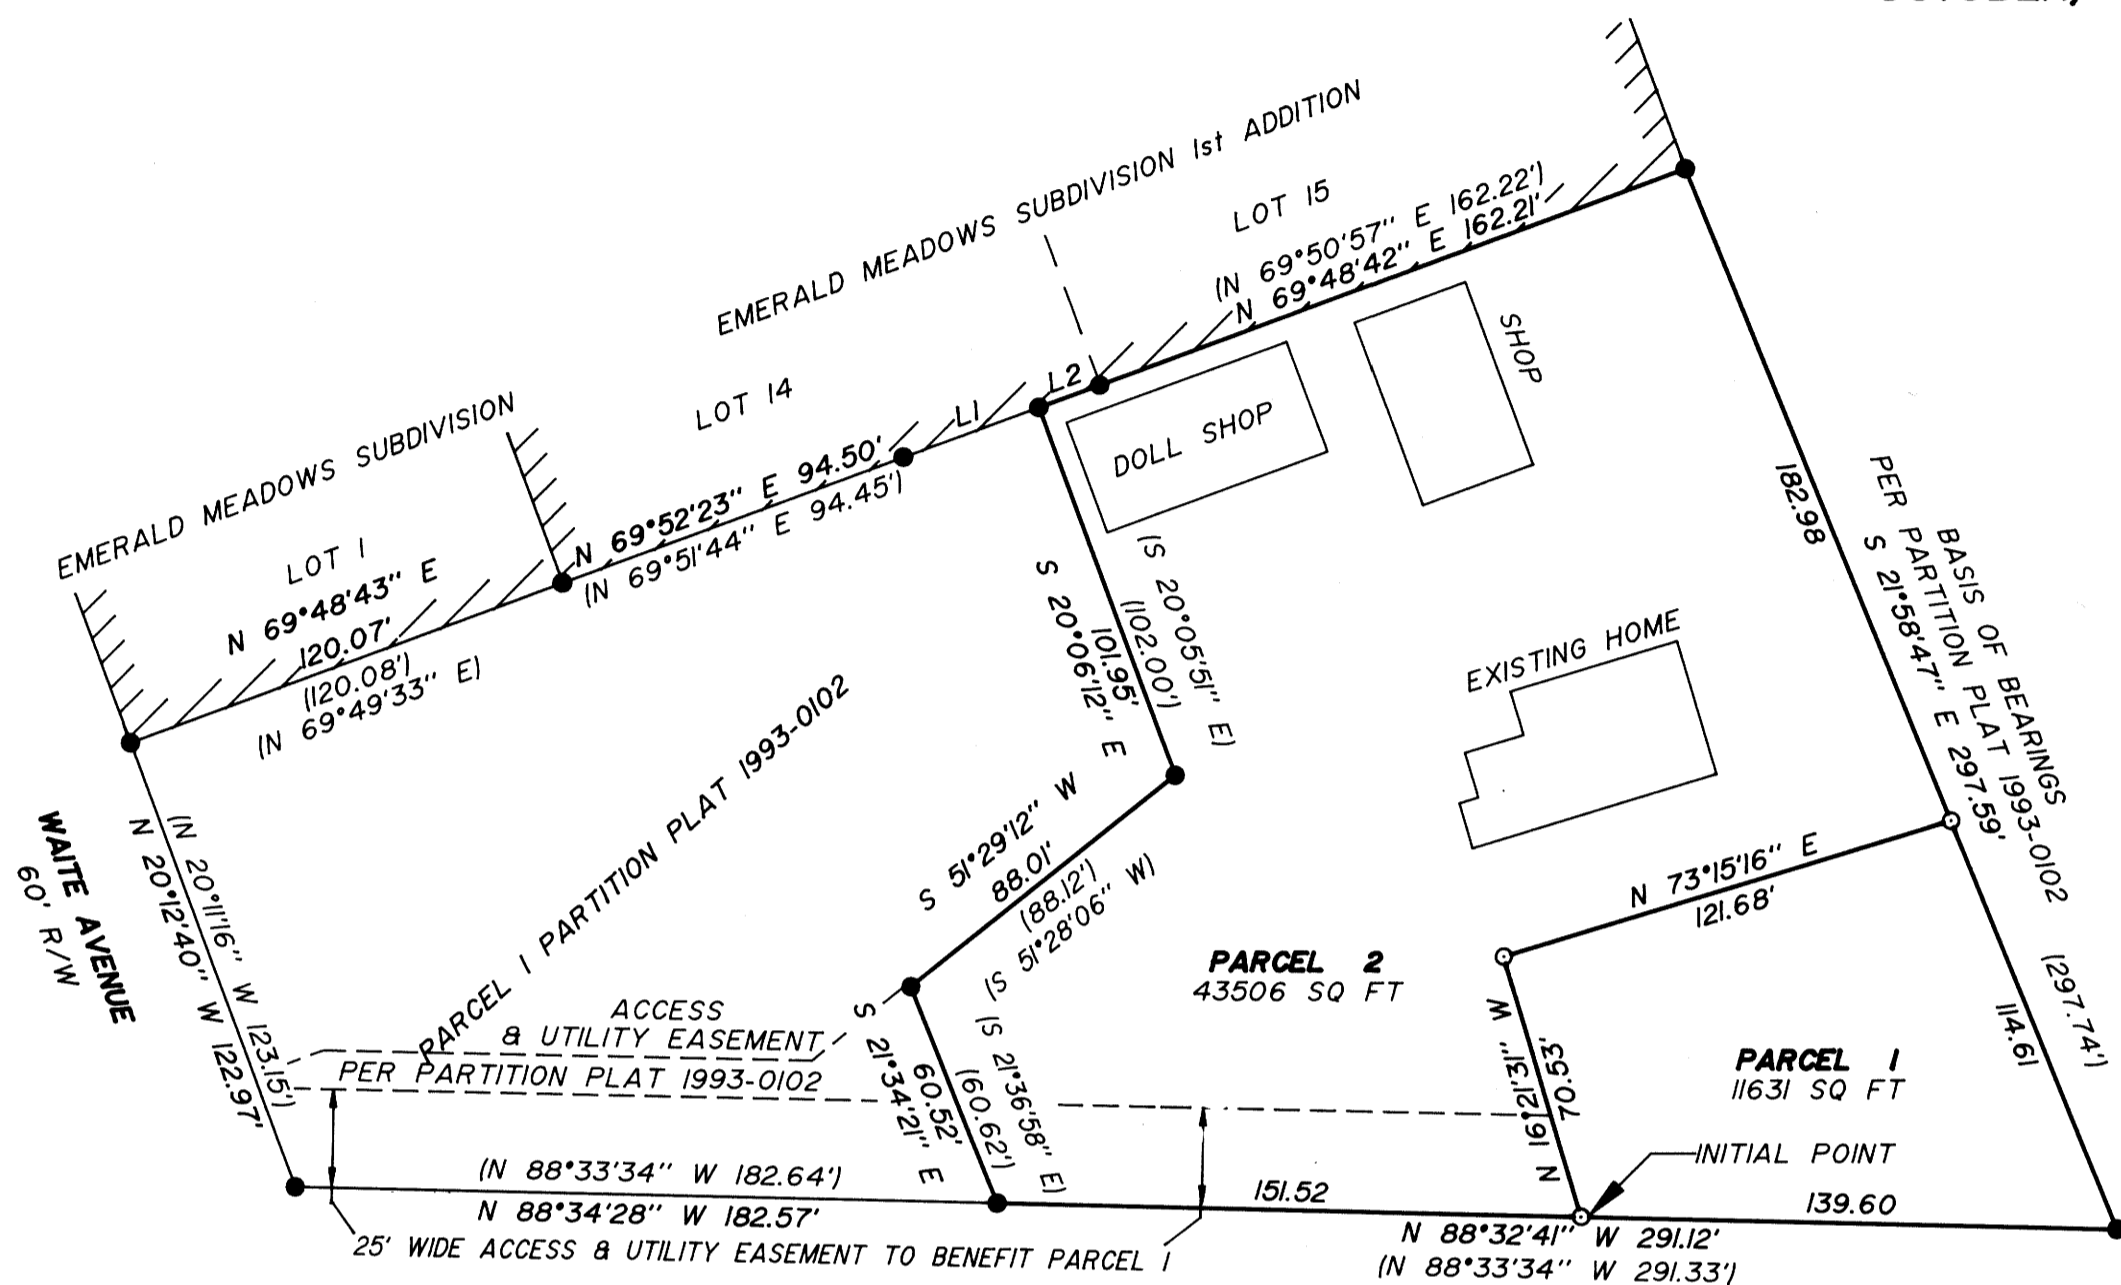 EMERALD MEADOWS SUBDIVISION 1st ADDITION
LOT 15
(N 69°50'57" E 162.22')
N 69°48'42" E 162.21'
SHOP
DOLL SHOP
L2
L1
LOT 14
N 69°52'23" E 94.50'
(N 69°51'44" E 94.45')
EMERALD MEADOWS SUBDIVISION
LOT 1
N 69°48'43" E
120.07'
(120.08')
(N 69°49'33" E)
WAITE AVENUE
60' R/W
(N 20°11'16" W 123.15')
N 20°12'40" W 122.97'
PARCEL 1 PARTITION PLAT 1993-0102
(S 20°05'51" E)
(102.00')
101.95'
S 20°06'12" E
S 51°29'12" W
88.01'
(88.12')
(S 51°28'06" W)
182.98
BASIS OF BEARINGS
PER PARTITION PLAT 1993-0102
S 21°58'47" E 297.59'
(297.74')
114.61
EXISTING HOME
N 73°15'16" E
121.68'
PARCEL 2
43506 SQ FT
N 16°21'31" W
70.53'
PARCEL 1
11631 SQ FT
INITIAL POINT
ACCESS
& UTILITY EASEMENT
PER PARTITION PLAT 1993-0102
(S 21°36'58" E)
(60.62')
60.52'
S 21°34'21" E
(N 88°33'34" W 182.64')
N 88°34'28" W 182.57'
25' WIDE ACCESS & UTILITY EASEMENT TO BENEFIT PARCEL 1
151.52
139.60
N 88°32'41" W 291.12'
(N 88°33'34" W 291.33')